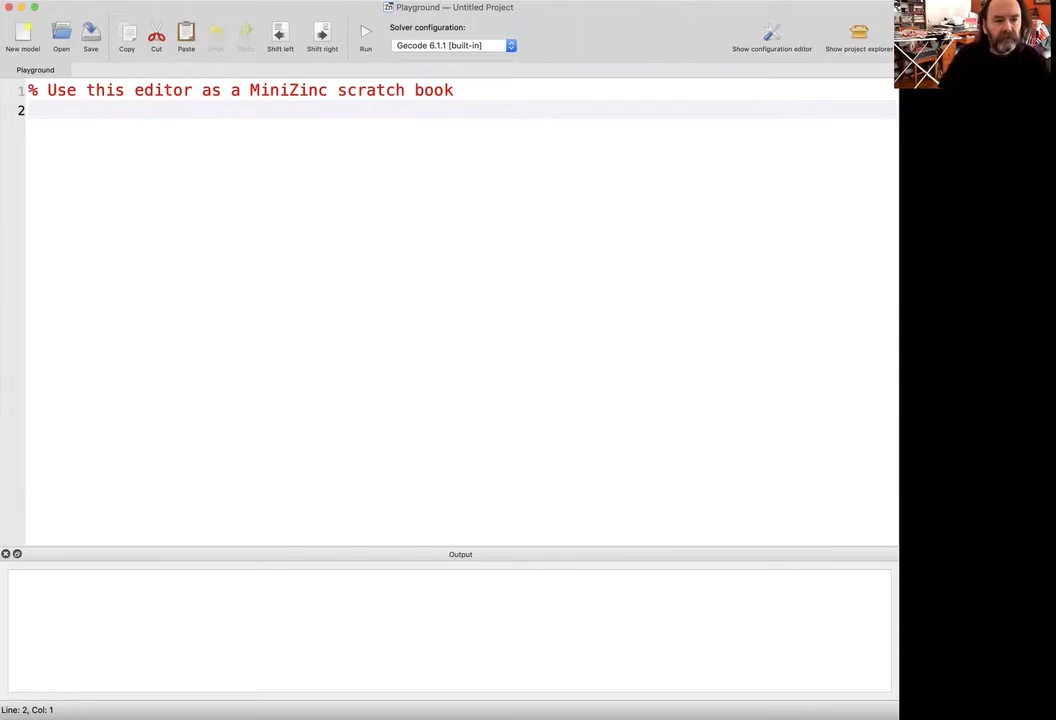 Playground — Untitled Project
Solver configuration:
New model Open Save Copy Cut Paste Undo Redo Shift left Shift right Run Gecode 6.1.1 [built-in] Show configuration editor Show project explorer
Playground
1 % Use this editor as a MiniZinc scratch book
2
Output
Line: 2, Col: 1